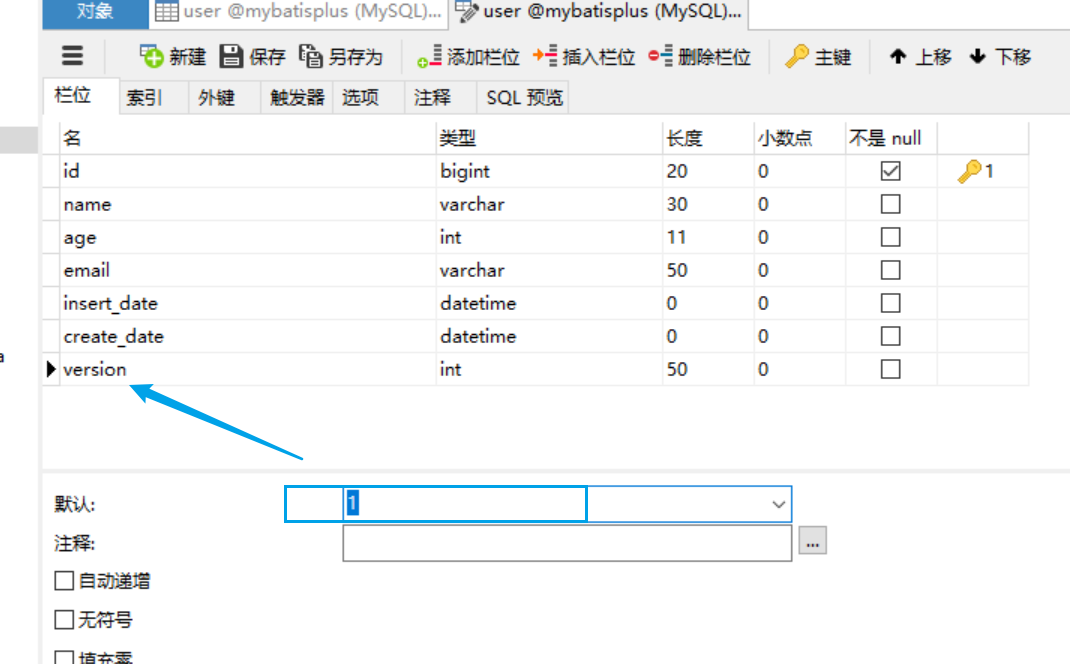 对象 user @mybatisplus (MySQL)... user @mybatisplus (MySQL)...
新建 保存 另存为 添加栏位 插入栏位 删除栏位 主键 上移 下移
栏位 索引 外键 触发器 选项 注释 SQL 预览
名 类型 长度 小数点 不是 null
id bigint 20 0 1
name varchar 30 0
age int 11 0
email varchar 50 0
insert_date datetime 0 0
create_date datetime 0 0
a
version int 50 0
默认: 1
注释: ...
自动递增
无符号
填充零